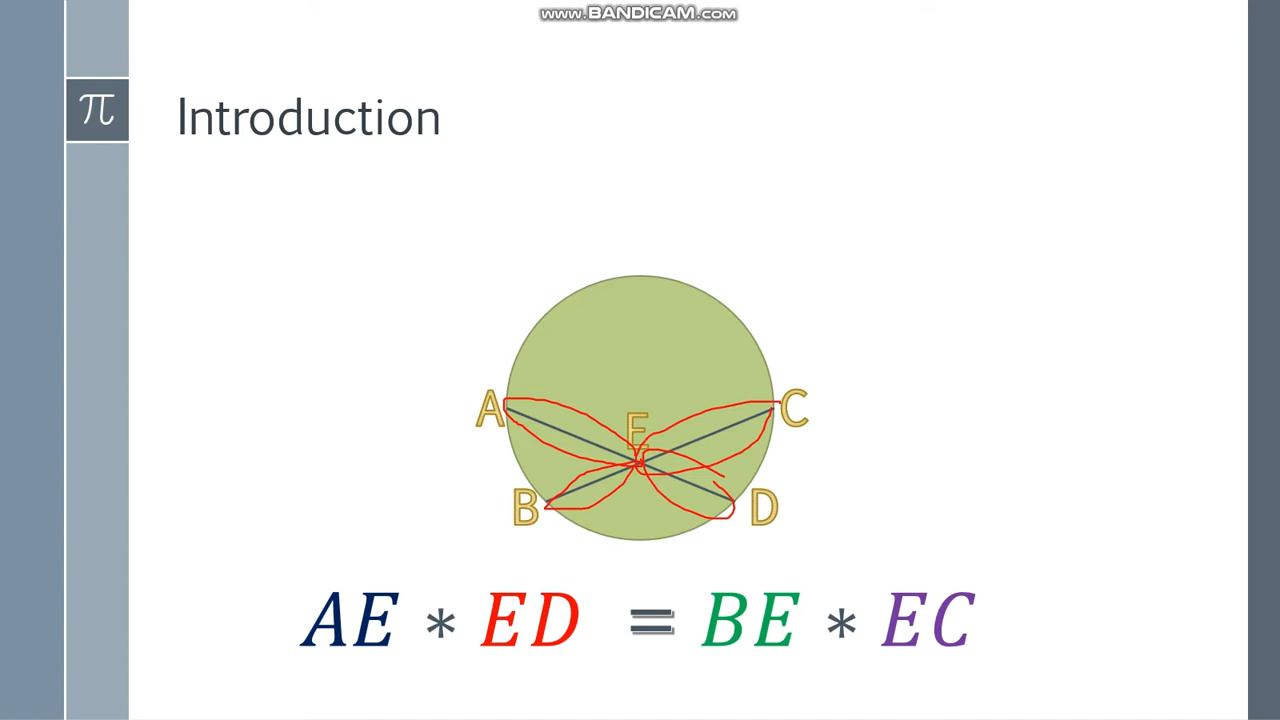 www.BANDICAM.com
π
Introduction
A
C
E
B
D
AE * ED = BE * EC